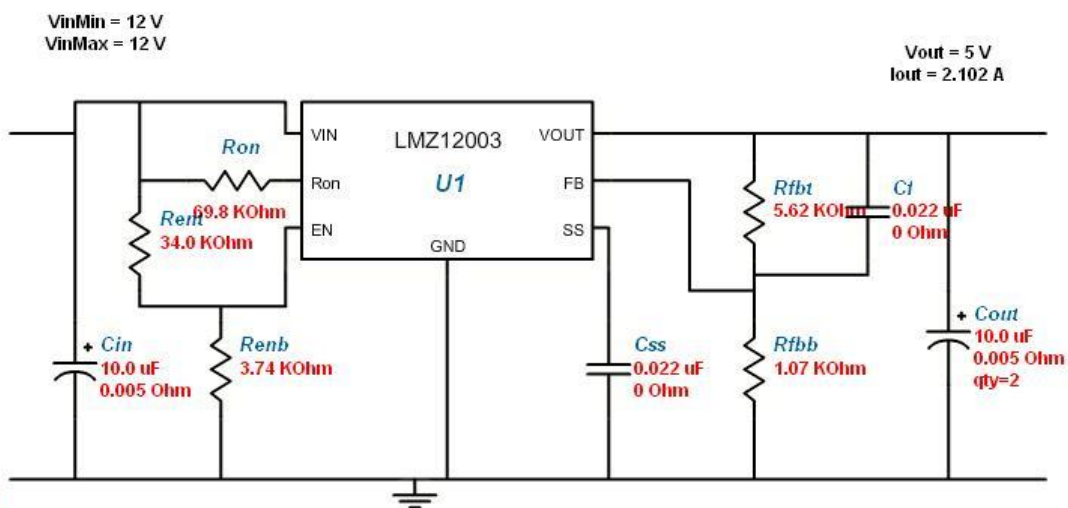 VinMin = 12 V
VinMax = 12 V
Vout = 5 V
Iout = 2.102 A
VIN
LMZ12003
VOUT
Ron
Ron
U1
FB
Rfbt
Cf
69.8 KOhm
5.62 KOhm
0.022 uF
Rent
EN
SS
0 Ohm
34.0 KOhm
GND
Cin
Renb
Css
Rfbb
Cout
10.0 uF
3.74 KOhm
0.022 uF
1.07 KOhm
10.0 uF
0.005 Ohm
0 Ohm
0.005 Ohm
qty=2
+
+